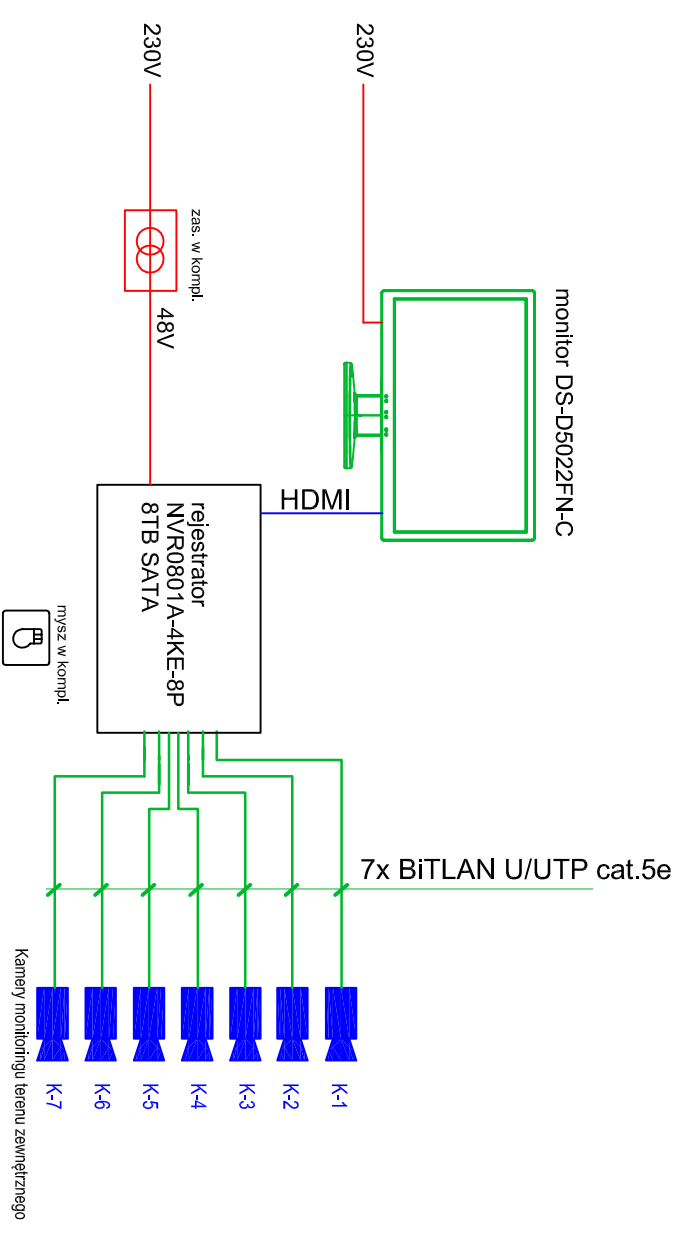 monitor DS-D5022FN-C
230V
HDMI
230V
zas. w kompl.
48V
rejestrator
NVR0801A-4KE-8P
8TB SATA
mysz w kompl.
7x BiTLAN U/UTP cat.5e
K-1
K-2
K-3
K-4
K-5
K-6
K-7
Kamery monitoringu terenu zewnętrznego